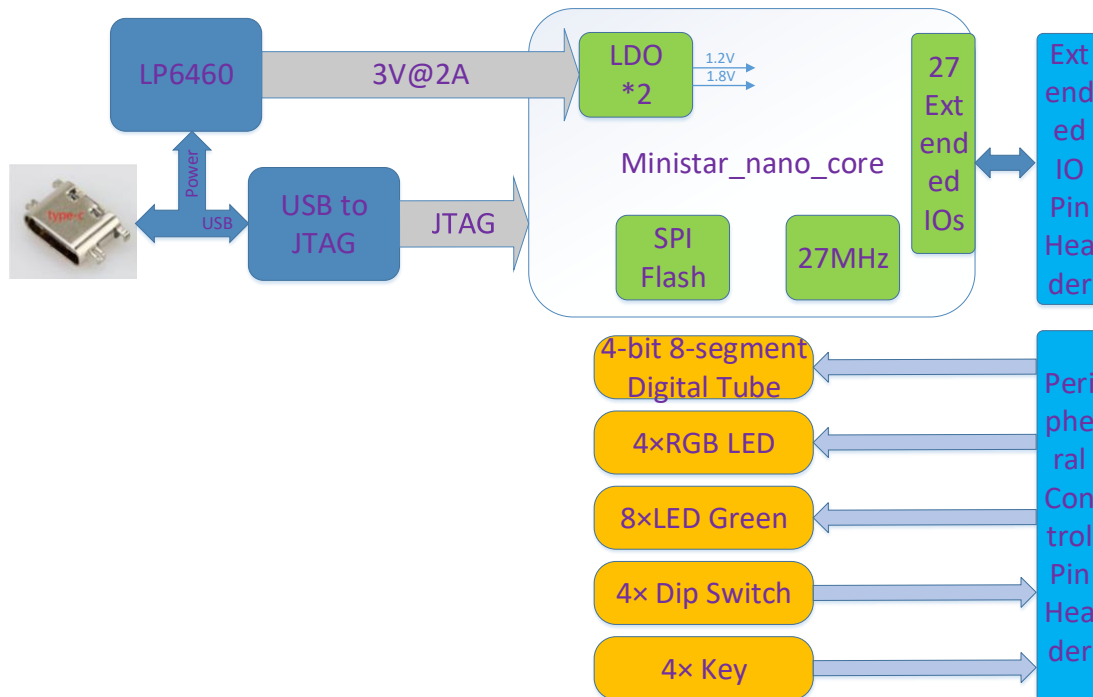 LP6460
3V@2A
LDO
*2
1.2V
1.8V
27
Ext
end
ed
IOs
Ext
end
ed
IO
Pin
Hea
der
Ministar_nano_core
Power
type-c
USB
USB to
JTAG
JTAG
SPI
Flash
27MHz
4-bit 8-segment
Digital Tube
4×RGB LED
8×LED Green
4× Dip Switch
4× Key
Peri
phe
ral
Con
trol
Pin
Hea
der